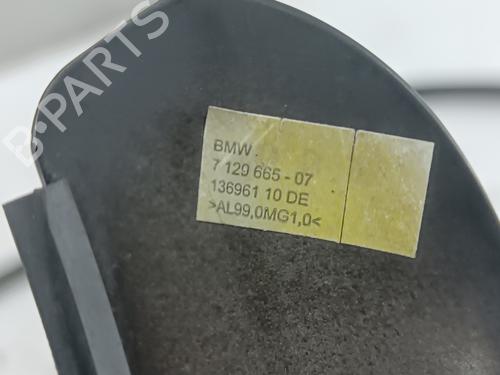 B-PARTS
BMW
7 129 665 - 07
136961 10 DE
>AL99,0MG1,0<